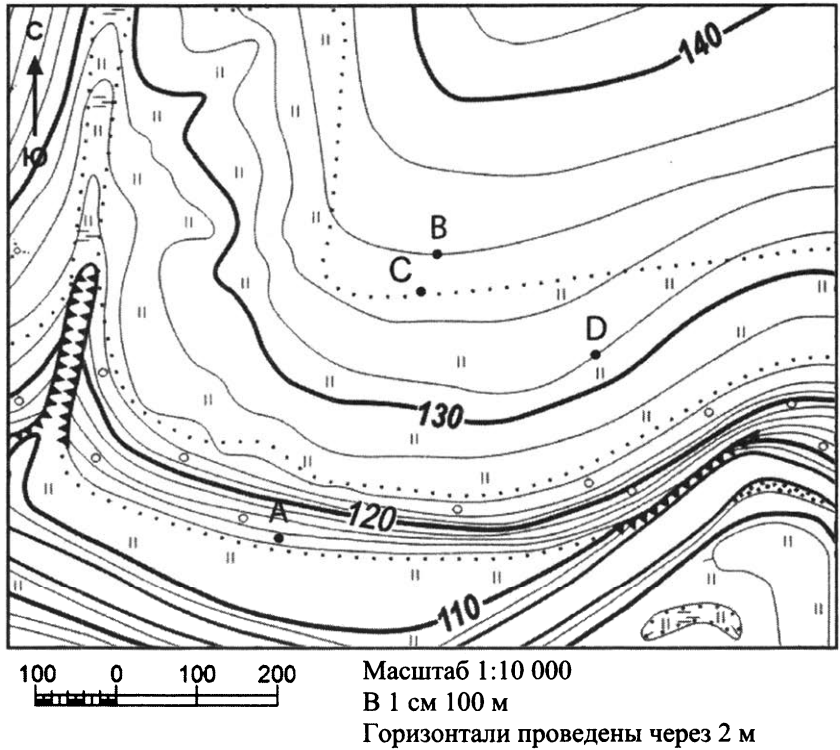 С
140
Ю
B
C
D
130
A
120
110
100 0 100 200
Масштаб 1:10 000
В 1 см 100 м
Горизонтали проведены через 2 м